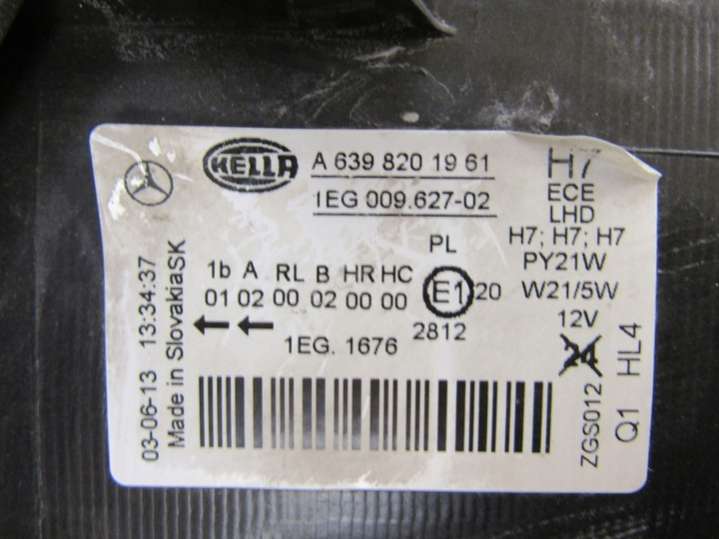 HELLA
A 639 820 1961
1EG 009.627-02
H7
ECE
LHD
H7; H7; H7
PY21W
W21/5W
12V
PL
1b A RL B HR HC
01 02 00 02 00 00
E1 20
2812
1EG. 1676
03-06-13 13:34:37
Made in SlovakiaSK
ZGS012 24
Q1 HL4